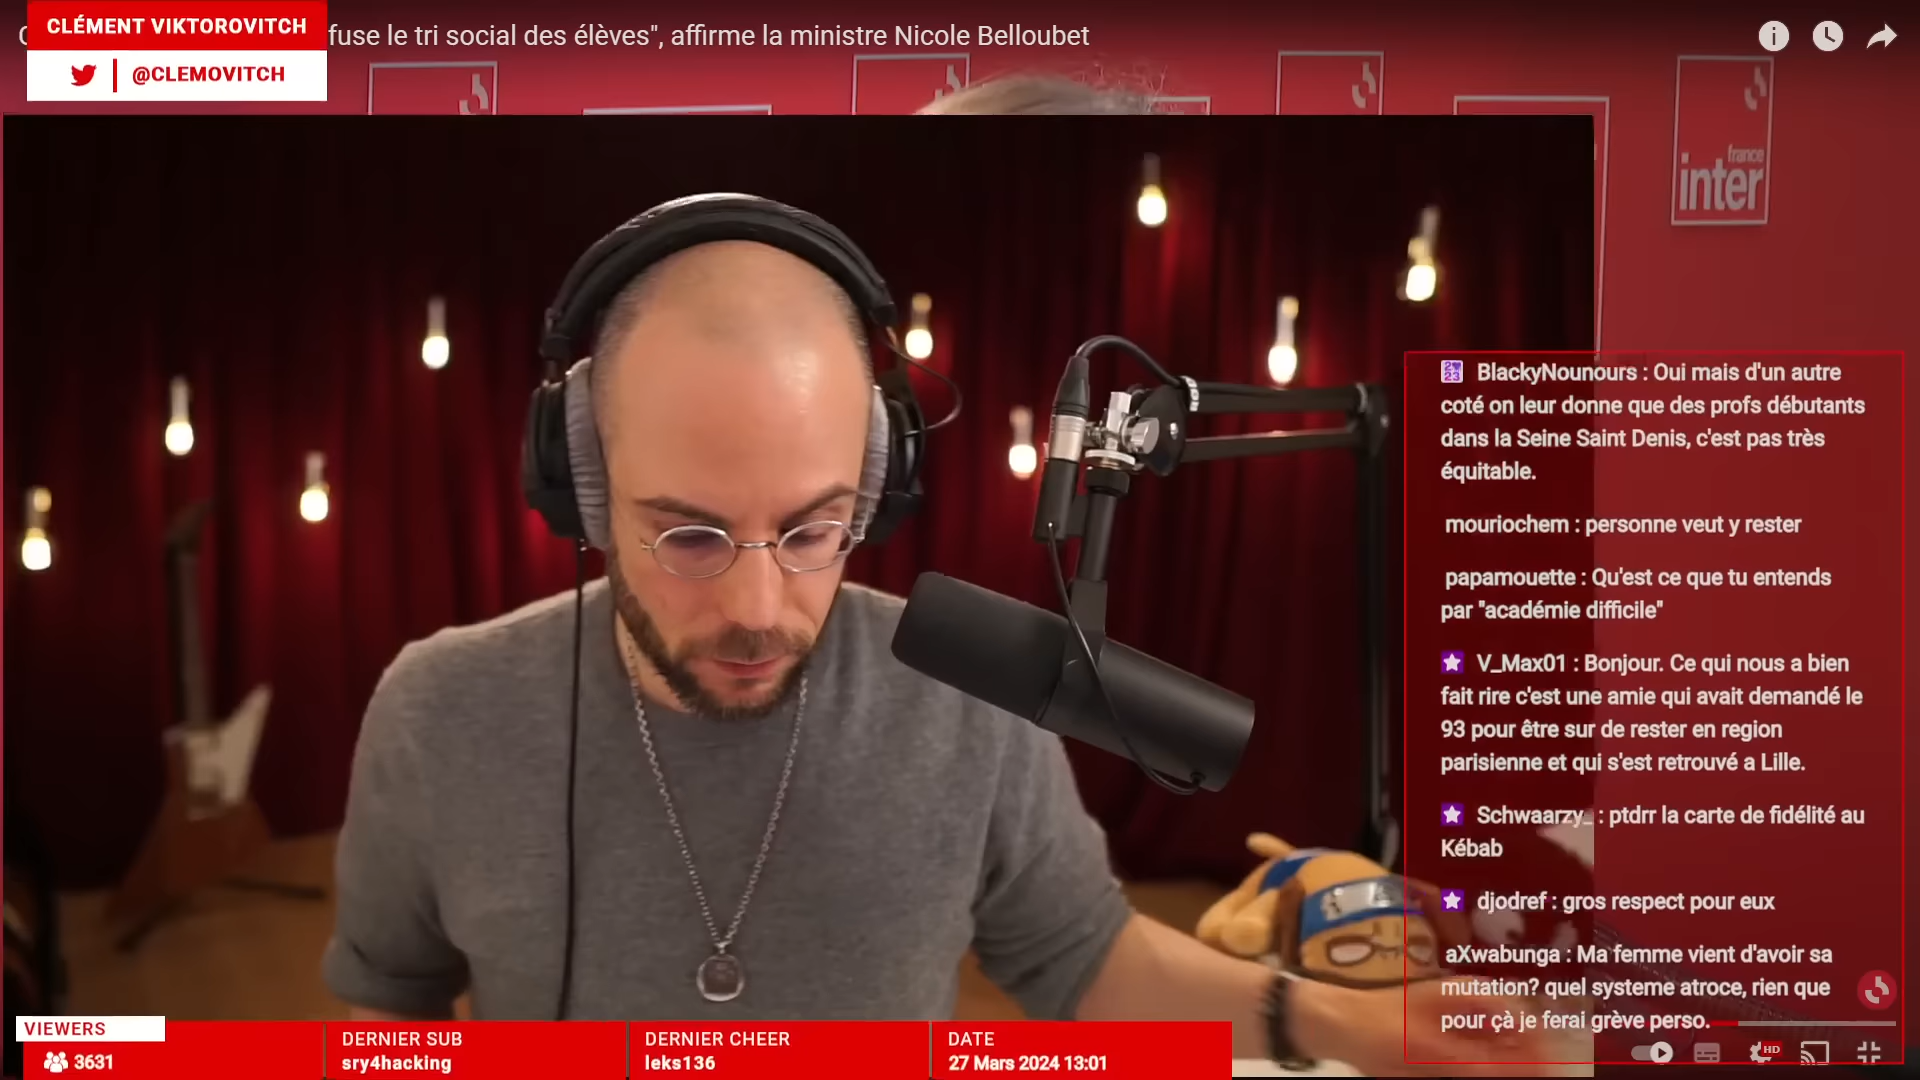 CLÉMENT VIKTOROVITCH
fuse le tri social des élèves", affirme la ministre Nicole Belloubet
@CLEMOVITCH
france
inter
BlackyNounours : Oui mais d'un autre
coté on leur donne que des profs débutants
dans la Seine Saint Denis, c'est pas très
équitable.
mouriochem : personne veut y rester
papamouette : Qu'est ce que tu entends
par "académie difficile"
V_Max01 : Bonjour. Ce qui nous a bien
fait rire c'est une amie qui avait demandé le
93 pour être sur de rester en region
parisienne et qui s'est retrouvé a Lille.
Schwaarzy_ : ptdrr la carte de fidélité au
Kébab
djodref : gros respect pour eux
aXwabunga : Ma femme vient d'avoir sa
mutation? quel systeme atroce, rien que
pour çà je ferai grève perso.
HD
VIEWERS
3631
DERNIER SUB
sry4hacking
DERNIER CHEER
leks136
DATE
27 Mars 2024 13:01